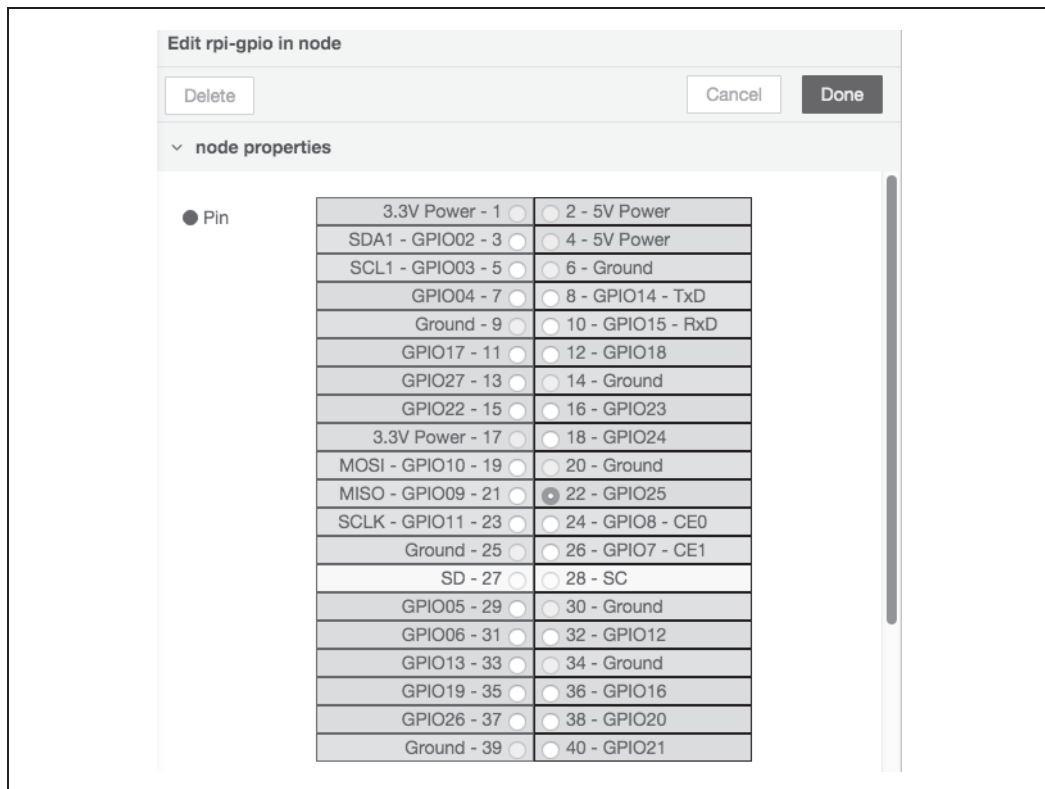 Edit rpi-gpio in node
Delete Cancel Done
node properties
Pin
3.3V Power - 1 2 - 5V Power
SDA1 - GPIO02 - 3 4 - 5V Power
SCL1 - GPIO03 - 5 6 - Ground
GPIO04 - 7 8 - GPIO14 - TxD
Ground - 9 10 - GPIO15 - RxD
GPIO17 - 11 12 - GPIO18
GPIO27 - 13 14 - Ground
GPIO22 - 15 16 - GPIO23
3.3V Power - 17 18 - GPIO24
MOSI - GPIO10 - 19 20 - Ground
MISO - GPIO09 - 21 22 - GPIO25
SCLK - GPIO11 - 23 24 - GPIO8 - CE0
Ground - 25 26 - GPIO7 - CE1
SD - 27 28 - SC
GPIO05 - 29 30 - Ground
GPIO06 - 31 32 - GPIO12
GPIO13 - 33 34 - Ground
GPIO19 - 35 36 - GPIO16
GPIO26 - 37 38 - GPIO20
Ground - 39 40 - GPIO21